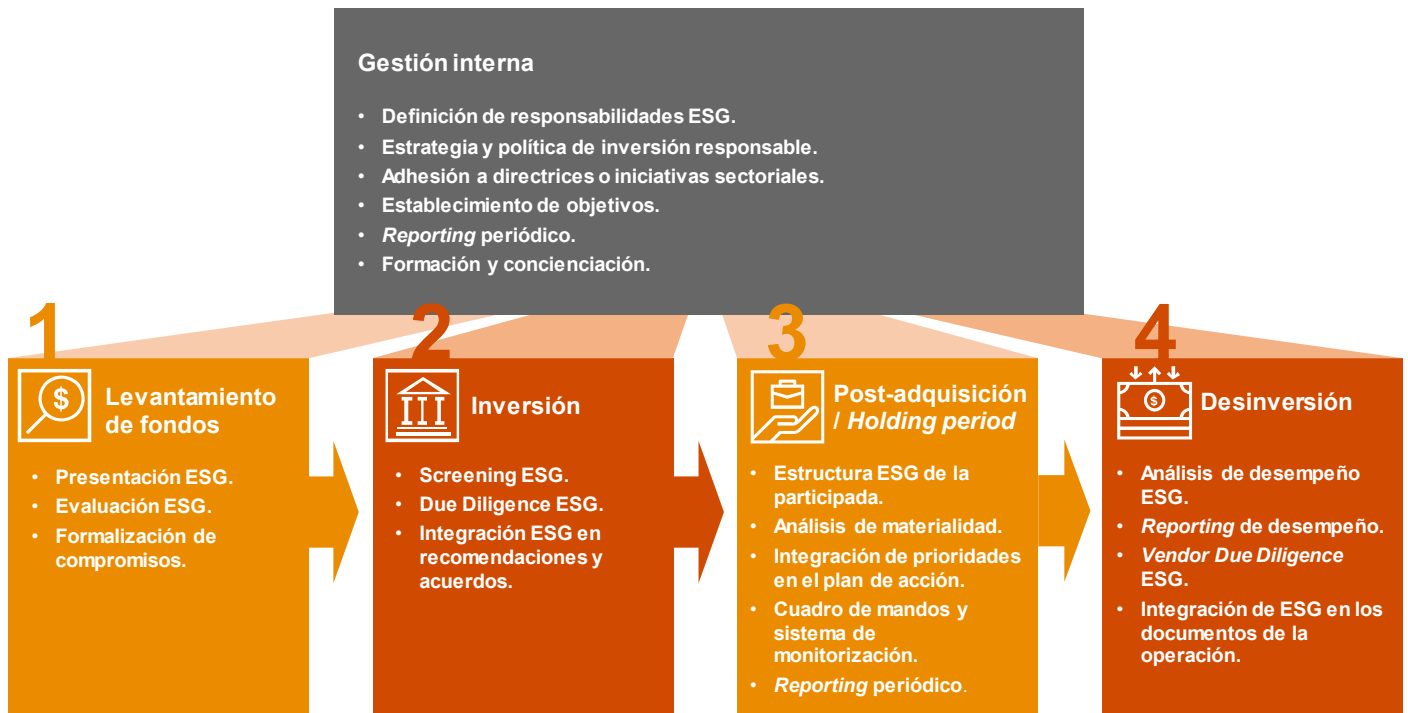 Gestión interna
• Definición de responsabilidades ESG.
• Estrategia y política de inversión responsable.
• Adhesión a directrices o iniciativas sectoriales.
• Establecimiento de objetivos.
• Reporting periódico.
• Formación y concienciación.
1
$
Levantamiento
de fondos
• Presentación ESG.
• Evaluación ESG.
• Formalización de
compromisos.
2
Inversión
• Screening ESG.
• Due Diligence ESG.
• Integración ESG en
recomendaciones y
acuerdos.
3
Post-adquisición
/ Holding period
• Estructura ESG de la
participada.
• Análisis de materialidad.
• Integración de prioridades
en el plan de acción.
• Cuadro de mandos y
sistema de
monitorización.
• Reporting periódico.
4
$
Desinversión
• Análisis de desempeño
ESG.
• Reporting de desempeño.
• Vendor Due Diligence
ESG.
• Integración de ESG en los
documentos de la
operación.